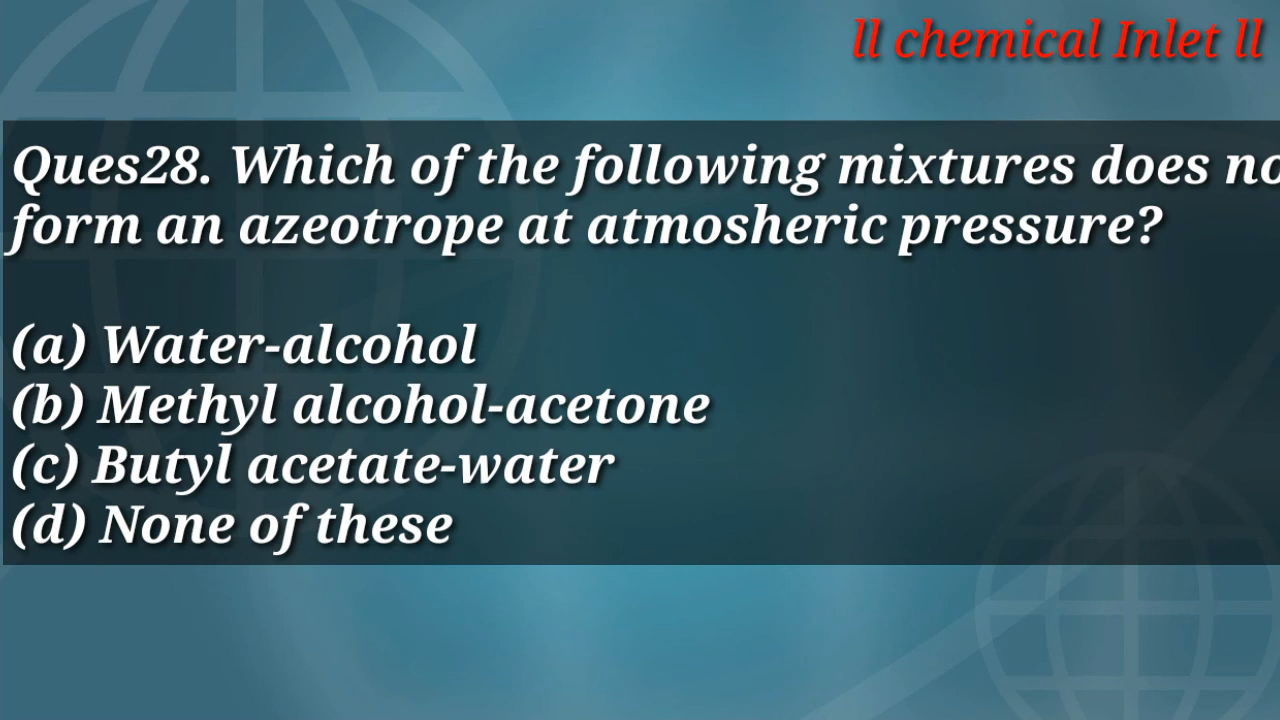 ll chemical Inlet ll
Ques28. Which of the following mixtures does no
form an azeotrope at atmosheric pressure?
(a) Water-alcohol
(b) Methyl alcohol-acetone
(c) Butyl acetate-water
(d) None of these